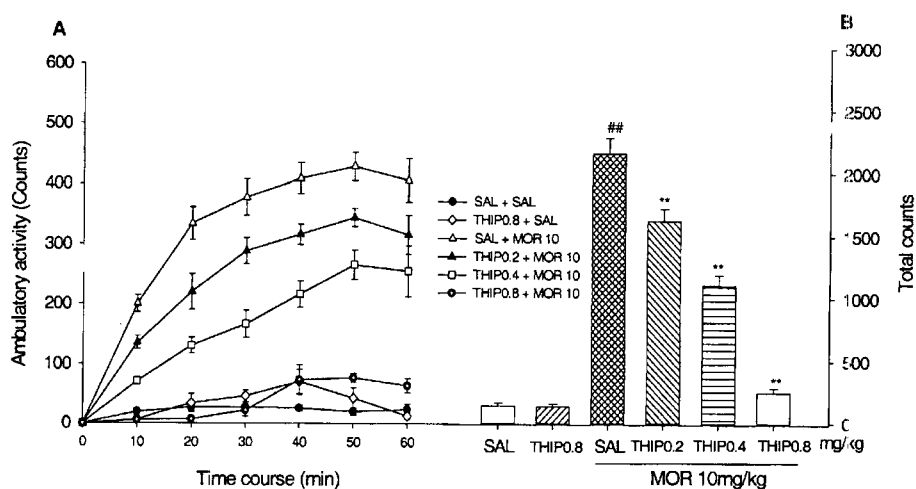 A
B
Ambulatory activity (Counts)
600
500
400
300
200
100
0
0
10
20
30
40
50
60
Time course (min)
SAL + SAL
THIP0.8 + SAL
SAL + MOR 10
THIP0.2 + MOR 10
THIP0.4 + MOR 10
THIP0.8 + MOR 10
##
**
**
**
3000
2500
2000
1500
1000
500
0
Total counts
SAL
THIP0.8
SAL
THIP0.2
THIP0.4
THIP0.8
mg/kg
MOR 10mg/kg